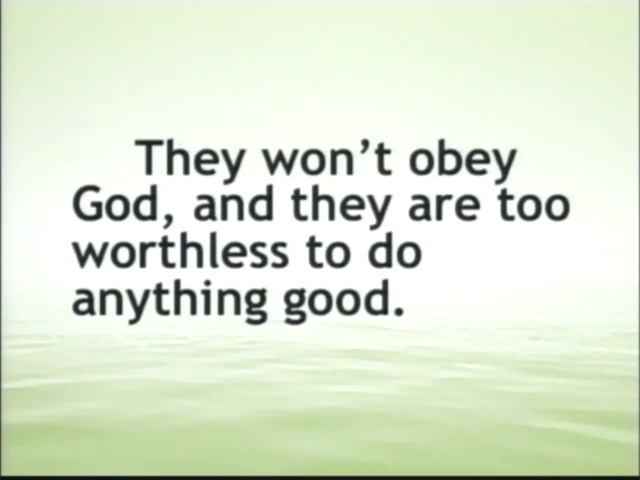 They won't obey
God, and they are too
worthless to do
anything good.